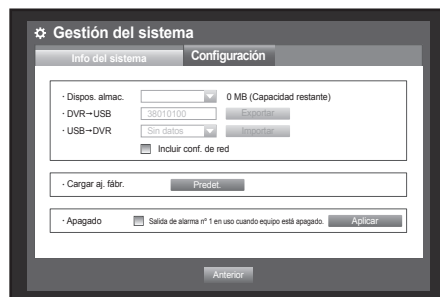 Gestión del sistema
Info del sistema Configuración
· Dispos. almac. 0 MB (Capacidad restante)
· DVR→USB 38010100 Exportar
· USB→DVR Sin datos Importar
Incluir conf. de red
· Cargar aj. fábr. Predet.
· Apagado Salida de alarma nº 1 en uso cuando equipo está apagado. Aplicar
Anterior